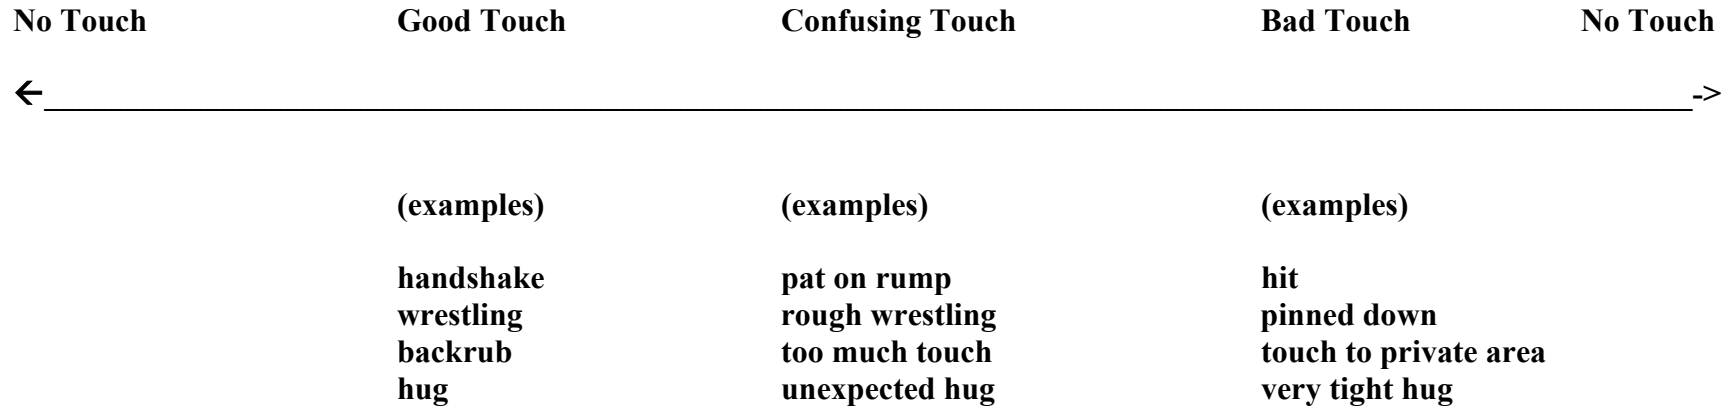 No Touch Good Touch Confusing Touch Bad Touch No Touch
←______________________________________________________________________________->
(examples) (examples) (examples)
handshake pat on rump hit
wrestling rough wrestling pinned down
backrub too much touch touch to private area
hug unexpected hug very tight hug